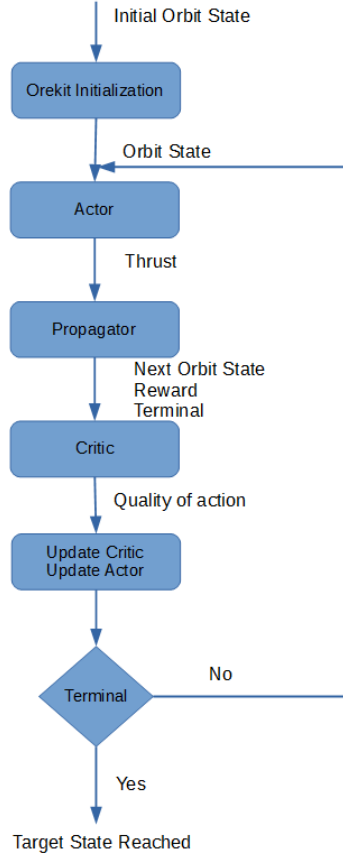 Initial Orbit State
Orekit Initialization
Orbit State
Actor
Thrust
Propagator
Next Orbit State
Reward
Terminal
Critic
Quality of action
Update Critic
Update Actor
Terminal
No
Yes
Target State Reached